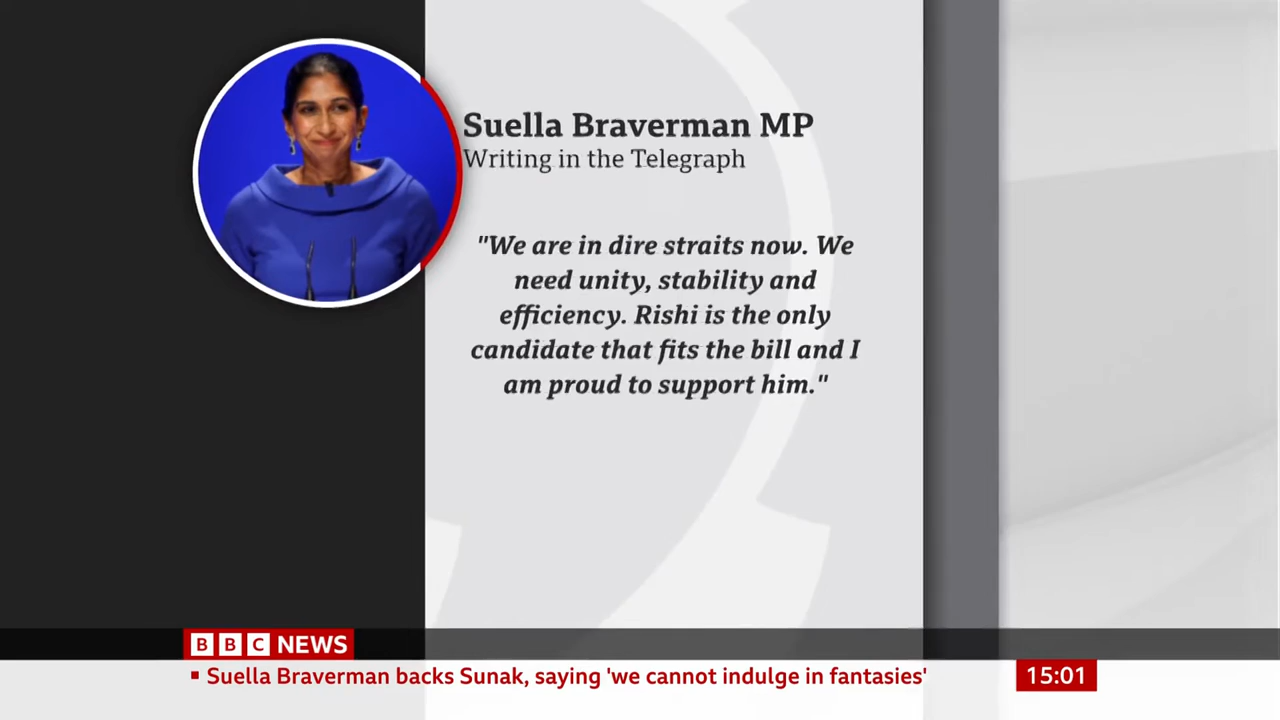 Suella Braverman MP
Writing in the Telegraph
"We are in dire straits now. We
need unity, stability and
efficiency. Rishi is the only
candidate that fits the bill and I
am proud to support him."
BBC NEWS
Suella Braverman backs Sunak, saying 'we cannot indulge in fantasies'
15:01